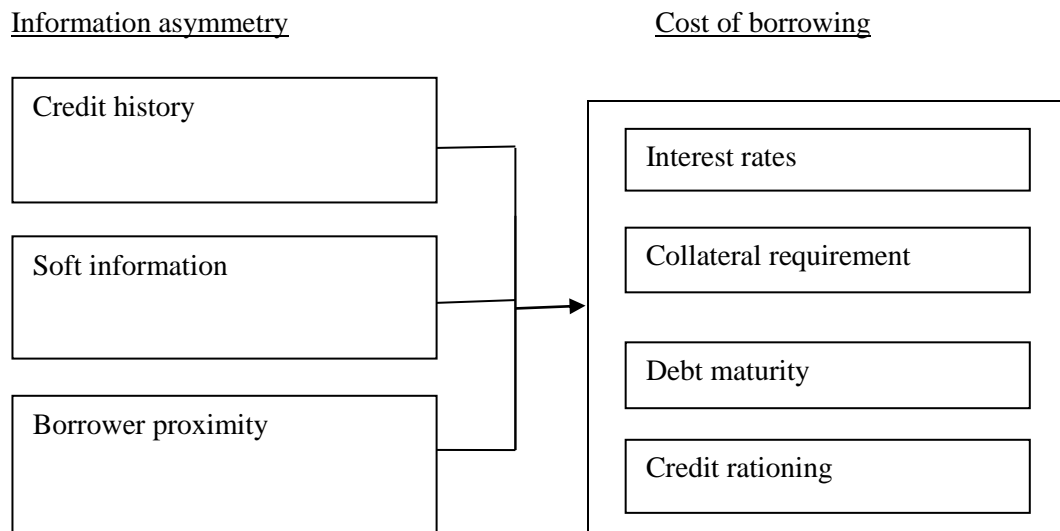 Information asymmetry
Cost of borrowing
Credit history
Soft information
Borrower proximity
Interest rates
Collateral requirement
Debt maturity
Credit rationing